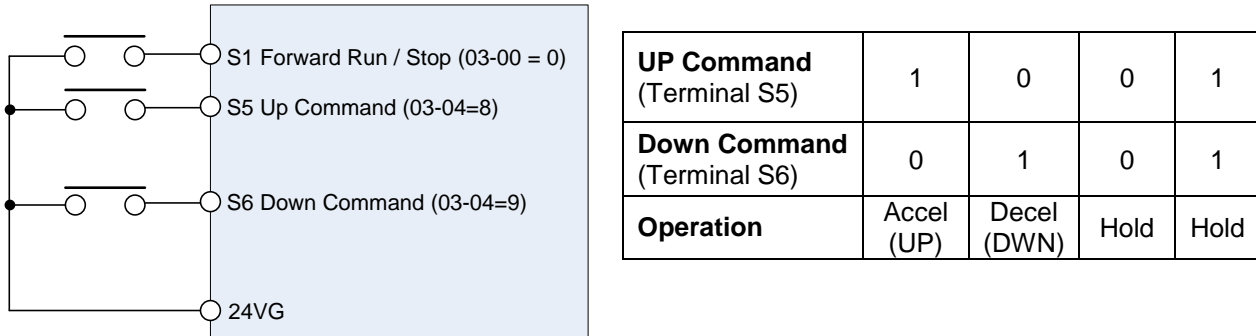 S1 Forward Run / Stop (03-00 = 0)
S5 Up Command (03-04=8)
S6 Down Command (03-04=9)
24VG
UP Command
(Terminal S5)
1 0 0 1
Down Command
(Terminal S6)
0 1 0 1
Operation
Accel
(UP)
Decel
(DWN)
Hold
Hold